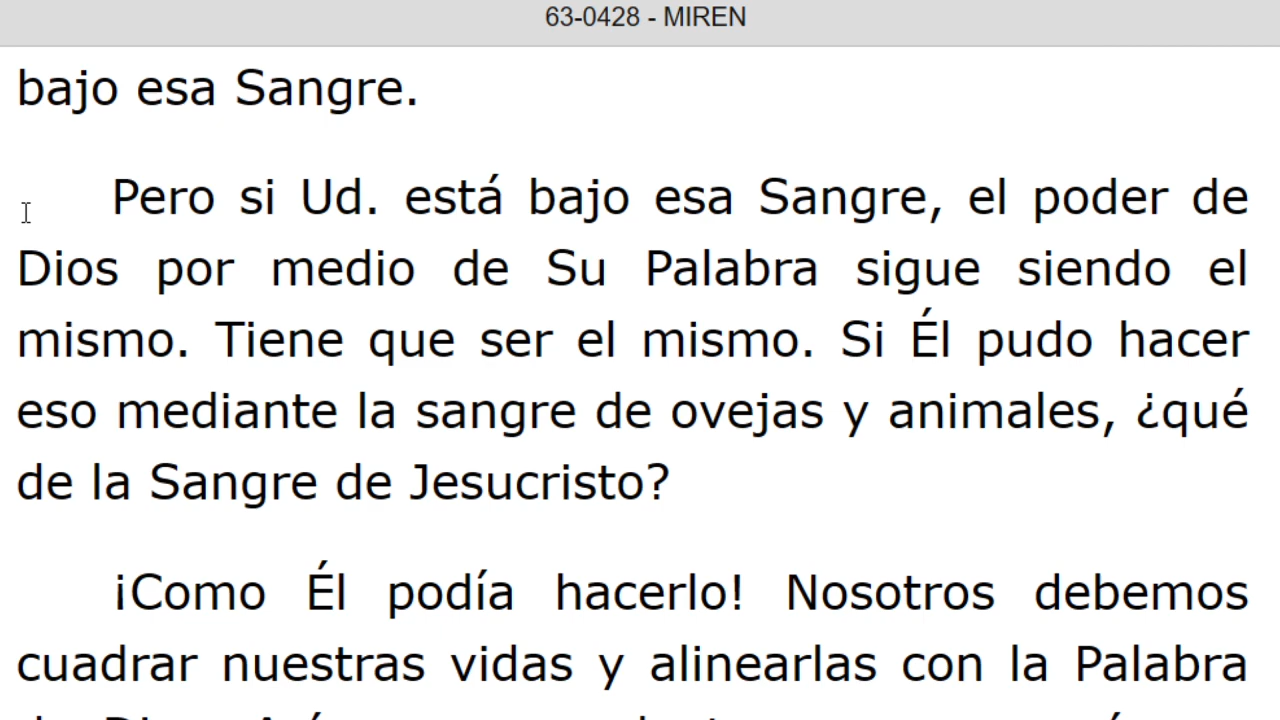 63-0428 - MIREN
bajo esa Sangre.
Pero si Ud. está bajo esa Sangre, el poder de
Dios por medio de Su Palabra sigue siendo el
mismo. Tiene que ser el mismo. Si Él pudo hacer
eso mediante la sangre de ovejas y animales, ¿qué
de la Sangre de Jesucristo?
¡Como Él podía hacerlo! Nosotros debemos
cuadrar nuestras vidas y alinearlas con la Palabra